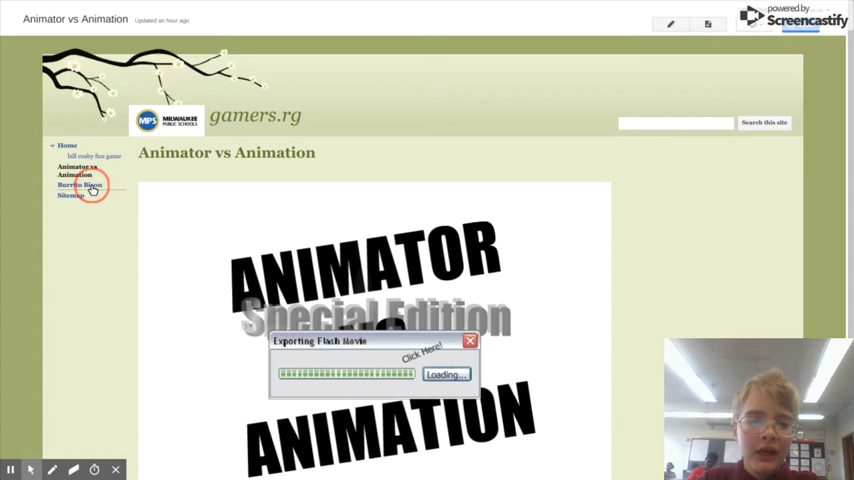 Animator vs Animation Updated an hour ago
powered by
Screencastify
MPS MILWAUKEE
PUBLIC SCHOOLS
gamers.rg
Search this site
Home
bill cosby fun game
Animator vs
Animation
Burrito Bison
Sitemap
Animator vs Animation
ANIMATOR
Special Edition
Exporting Flash Movie
Click Here!
Loading...
ANIMATION